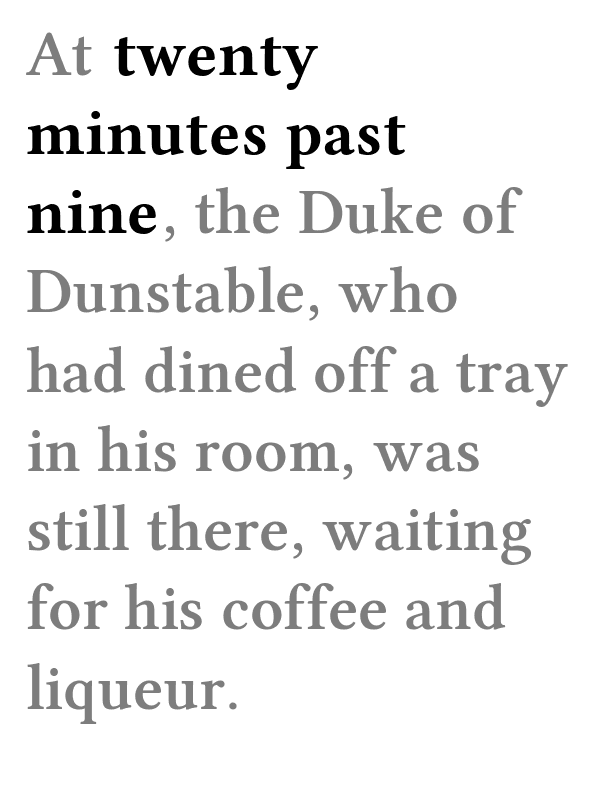 At twenty
minutes past
nine, the Duke of
Dunstable, who
had dined off a tray
in his room, was
still there, waiting
for his coffee and
liqueur.